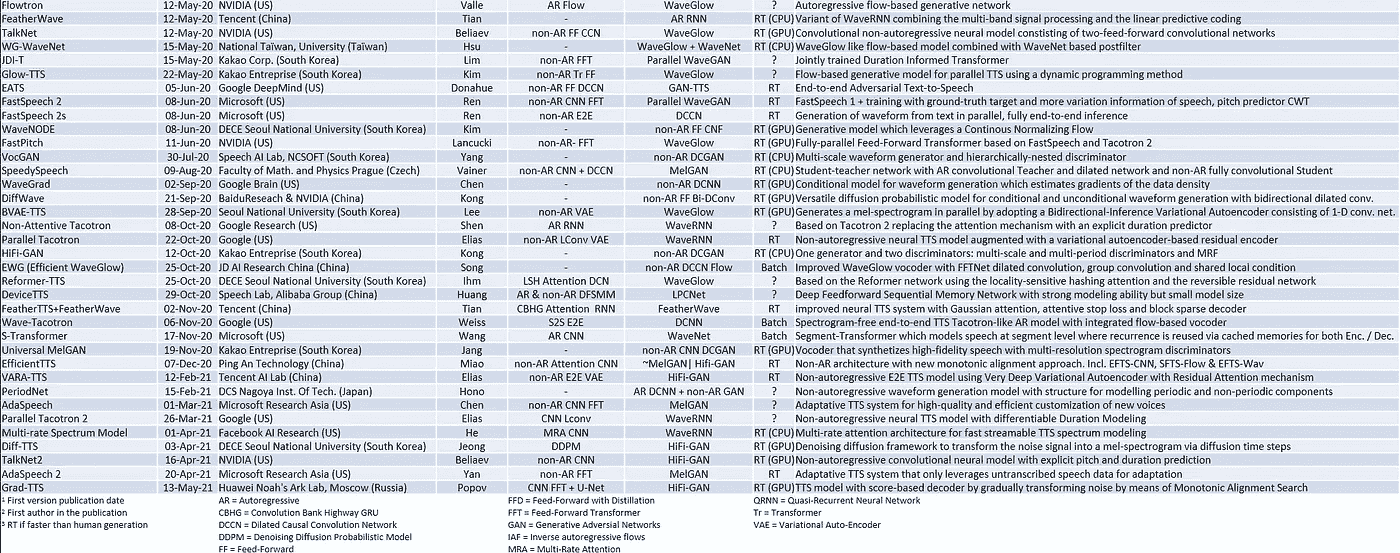 Flowtron 12-May-20 NVIDIA (US) Valle AR Flow WaveGlow ? Autoregressive flow-based generative network
FeatherWave 12-May-20 Tencent (China) Tian - AR RNN RT (CPU) Variant of WaveRNN combining the multi-band signal processing and the linear predictive coding
TalkNet 12-May-20 NVIDIA (US) Beliaev non-AR FF CCN WaveGlow RT (GPU) Convolutional non-autoregressive neural model consisting of two-feed-forward convolutional networks
WG-WaveNet 15-May-20 National Taïwan, University (Taïwan) Hsu - WaveGlow + WaveNet RT (CPU) WaveGlow like flow-based model combined with WaveNet based postfilter
JDI-T 15-May-20 Kakao Corp. (South Korea) Lim non-AR FFT Parallel WaveGAN ? Jointly trained Duration Informed Transformer
Glow-TTS 22-May-20 Kakao Entreprise (South Korea) Kim non-AR Tr FF WaveGlow ? Flow-based generative model for parallel TTS using a dynamic programming method
EATS 05-Jun-20 Google DeepMind (US) Donahue non-AR FF DCCN GAN-TTS RT End-to-end Adversarial Text-to-Speech
FastSpeech 2 08-Jun-20 Microsoft (US) Ren non-AR CNN FFT Parallel WaveGAN RT FastSpeech 1 + training with ground-truth target and more variation information of speech, pitch predictor CWT
FastSpeech 2s 08-Jun-20 Microsoft (US) Ren non-AR E2E DCCN RT Generation of waveform from text in parallel, fully end-to-end inference
WaveNODE 08-Jun-20 DECE Seoul National University (South Korea) Kim - non-AR FF CNF RT (GPU) Generative model which leverages a Continous Normalizing Flow
FastPitch 11-Jun-20 NVIDIA (US) Lancucki non-AR- FFT WaveGlow RT (GPU) Fully-parallel Feed-Forward Transformer based on FastSpeech and Tacotron 2
VocGAN 30-Jul-20 Speech AI Lab, NCSOFT (South Korea) Yang - non-AR DCGAN RT (CPU) Multi-scale waveform generator and hierarchically-nested discriminator
SpeedySpeech 09-Aug-20 Faculty of Math. and Physics Prague (Czech) Vainer non-AR CNN + DCCN MelGAN RT (CPU) Student-teacher network with AR convolutional Teacher and dilated network and non-AR fully convolutional Student
WaveGrad 02-Sep-20 Google Brain (US) Chen - non-AR DCNN RT (GPU) Conditional model for waveform generation which estimates gradients of the data density
DiffWave 21-Sep-20 BaiduReseach & NVIDIA (China) Kong - non-AR FF Bi-DConv RT (GPU) Versatile diffusion probabilistic model for conditional and unconditional waveform generation with bidirectional dilated conv.
BVAE-TTS 28-Sep-20 Seoul National University (South Korea) Lee non-AR VAE WaveGlow RT (GPU) Generates a mel-spectrogram in parallel by adopting a Bidirectional-Inference Variational Autoencoder consisting of 1-D conv. net.
Non-Attentive Tacotron 08-Oct-20 Google Research (US) Shen AR RNN WaveRNN ? Based on Tacotron 2 replacing the attention mechanism with an explicit duration predictor
Parallel Tacotron 22-Oct-20 Google (US) Elias non-AR LConv VAE WaveRNN RT Non-autoregressive neural TTS model augmented with a variational autoencoder-based residual encoder
HiFi-GAN 12-Oct-20 Kakao Entreprise (South Korea) Kong - non-AR DCCN RT (CPU) One generator and two discriminators: multi-scale and multi-period discriminators and MRF
EWG (Efficient WaveGlow) 25-Oct-20 JD AI Research China (China) Song - non-AR DCCN Flow Batch Improved WaveGlow vocoder with FFTNet dilated convolution, group convolution and shared local condition
Reformer-TTS 25-Oct-20 DECE Seoul National University (South Korea) Ihm LSH Attention DCN WaveGlow ? Based on the Reformer network using the locality-sensitive hashing attention and the reversible residual network
DeviceTTS 29-Oct-20 Speech Lab, Alibaba Group (China) Huang AR & non-AR DFSMM LPCNet ? Deep Feedforward Sequential Memory Network with strong modeling ability but small model size
FeatherTTS+FeatherWave 02-Nov-20 Tencent (China) Tian CBHG Attention RNN FeatherWave RT improved neural TTS system with Gaussian attention, attentive stop loss and block sparse decoder
Wave-Tacotron 06-Nov-20 Google (US) Weiss S2S E2E DCNN Batch Spectrogram-free end-to-end TTS Tacotron-like AR model with integrated flow-based vocoder
S-Transformer 17-Nov-20 Microsoft (US) Wang AR CNN WaveNet Batch Segment-Transformer which models speech at segment level where recurrence is reused via cached memories for both Enc. / Dec.
Universal MelGAN 19-Nov-20 Kakao Entreprise (South Korea) Jang - non-AR CNN DCGAN RT (GPU) Vocoder that synthetizes high-fidelity speech with multi-resolution spectrogram discriminators
EfficientTTS 07-Dec-20 Ping An Technology (China) Miao non-AR Attention CNN ~MelGAN| Hifi-GAN RT Non-AR architecture with new monotonic alignment approach. Incl. EFTS-CNN, SFTS-Flow & EFTS-Wav
VARA-TTS 12-Feb-21 Tencent AI Lab (China) Elias non-AR E2E VAE HiFi-GAN RT Non-autoregressive E2E TTS model using Very Deep Variational Autoencoder with Residual Attention mechanism
PeriodNet 15-Feb-21 DCS Nagoya Inst. Of Tech. (Japan) Hono - AR DCNN + non-AR GAN ? Non-autoregressive waveform generation model with structure for modelling periodic and non-periodic components
AdaSpeech 01-Mar-21 Microsoft Research Asia (US) Chen non-AR CNN FFT MelGAN ? Adaptative TTS system for high-quality and efficient customization of new voices
Parallel Tacotron 2 26-Mar-21 Google (US) Elias CNN Lconv WaveRNN ? Non-autoregressive neural TTS model with differentiable Duration Modeling
Multi-rate Spectrum Model 01-Apr-21 Facebook AI Research (US) He MRA CNN WaveRNN RT (CPU) Multi-rate attention architecture for fast streamable TTS spectrum modeling
Diff-TTS 03-Apr-21 DECE Seoul National University (South Korea) Jeong DDPM HiFi-GAN RT (GPU) Denoising diffusion framework to transform the noise signal into a mel-spectrogram via diffusion time steps
TalkNet2 16-Apr-21 NVIDIA (US) Beliaev non-AR CNN HiFi-GAN RT (GPU) Non-autoregressive convolutional neural model with explicit pitch and duration prediction
AdaSpeech 2 20-Apr-21 Microsoft Research Asia (US) Yan non-AR FFT MelGAN RT Adaptative TTS system that only leverages untranscribed speech data for adaptation
Grad-TTS 13-May-21 Huawei Noah's Ark Lab, Moscow (Russia) Popov CNN FFT + U-Net HiFi-GAN RT (GPU) TTS model with score-based decoder by gradually transforming noise by means of Monotonic Alignment Search
¹ First version publication date AR = Autoregressive FFD = Feed-Forward with Distillation QRNN = Quasi-Recurrent Neural Network
² First author in the publication CBHG = Convolution Bank Highway GRU FFT = Feed-Forward Transformer Tr = Transformer
³ RT if faster than human generation DCCN = Dilated Causal Convolution Network GAN = Generative Adversial Networks VAE = Variational Auto-Encoder
DDPM = Denoising Diffusion Probabilistic Model IAF = Inverse autoregressive flows
FF = Feed-Forward MRA = Multi-Rate Attention